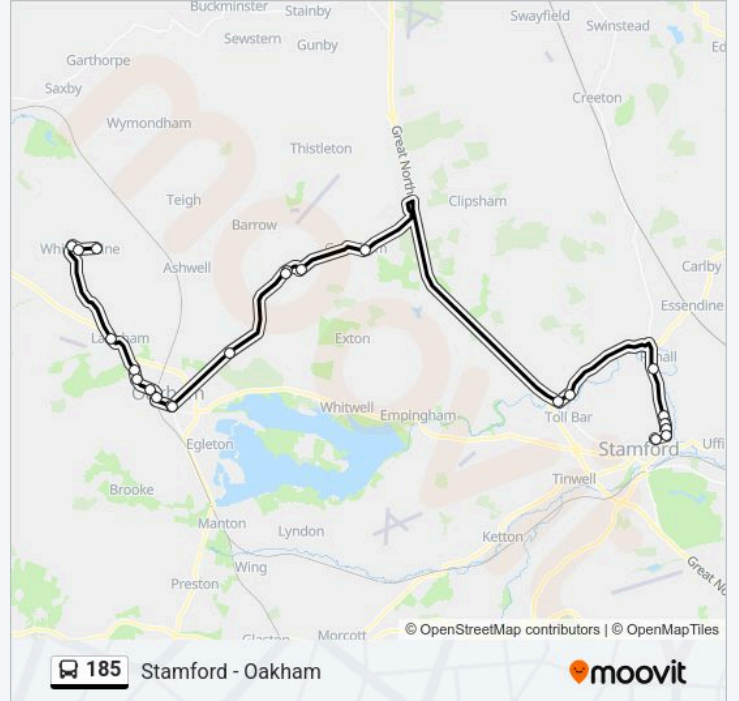 Buckminster
Stainby
Swayfield
Swinstead
Sewstern
Gunby
Garthorpe
Saxby
Creeton
Wymondham
Thistleton
Great North
Teigh
Clipsham
Barrow
Ashwell
Carlby
Essendine
Exton
Whitwell
Empingham
Toll Bar
Egleton
Stamford
Uffi
Tinwell
Brooke
Manton
Lyndon
Ketton
Wing
Preston
Great No
Morcott
© OpenStreetMap contributors | © OpenMapTiles
185 Stamford - Oakham
moovit